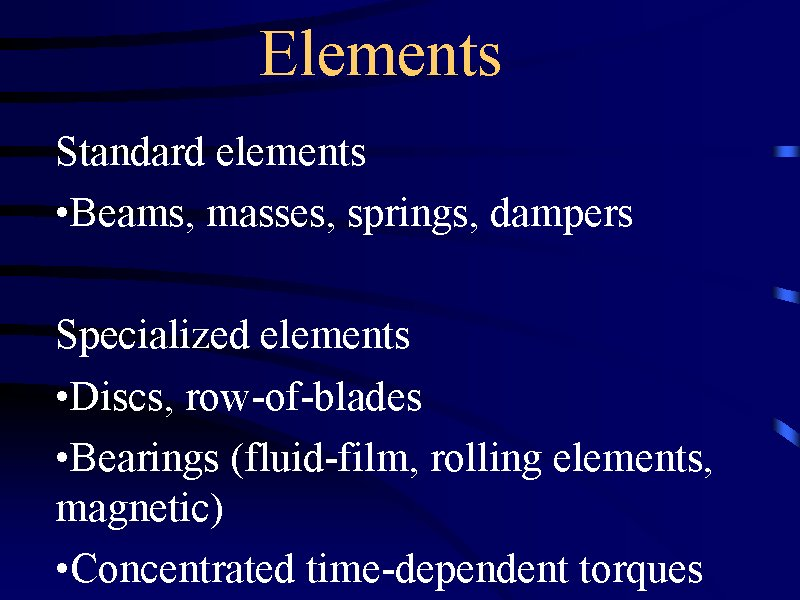 Elements
Standard elements
•Beams, masses, springs, dampers
Specialized elements
•Discs, row-of-blades
•Bearings (fluid-film, rolling elements,
magnetic)
•Concentrated time-dependent torques